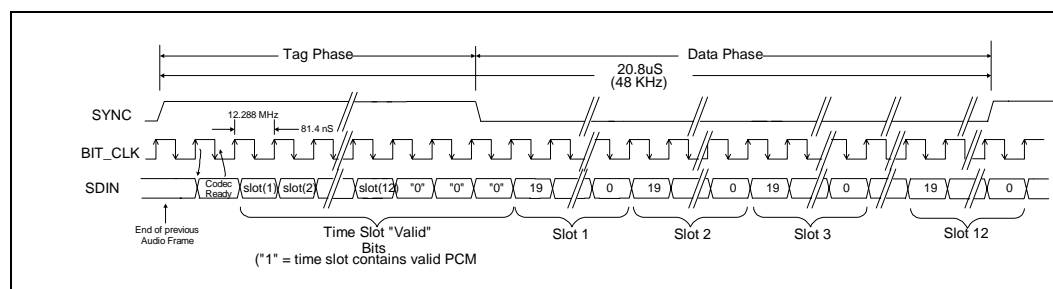 Tag Phase
Data Phase
20.8uS
(48 KHz)
SYNC
12.288 MHz
81.4 nS
BIT_CLK
SDIN
Codec
Ready
slot(1) slot(2) slot(12) "0" "0" "0" 19 0 19 0 19 0 19 0
End of previous
Audio Frame
Time Slot "Valid"
Bits
("1" = time slot contains valid PCM
Slot 1
Slot 2
Slot 3
Slot 12